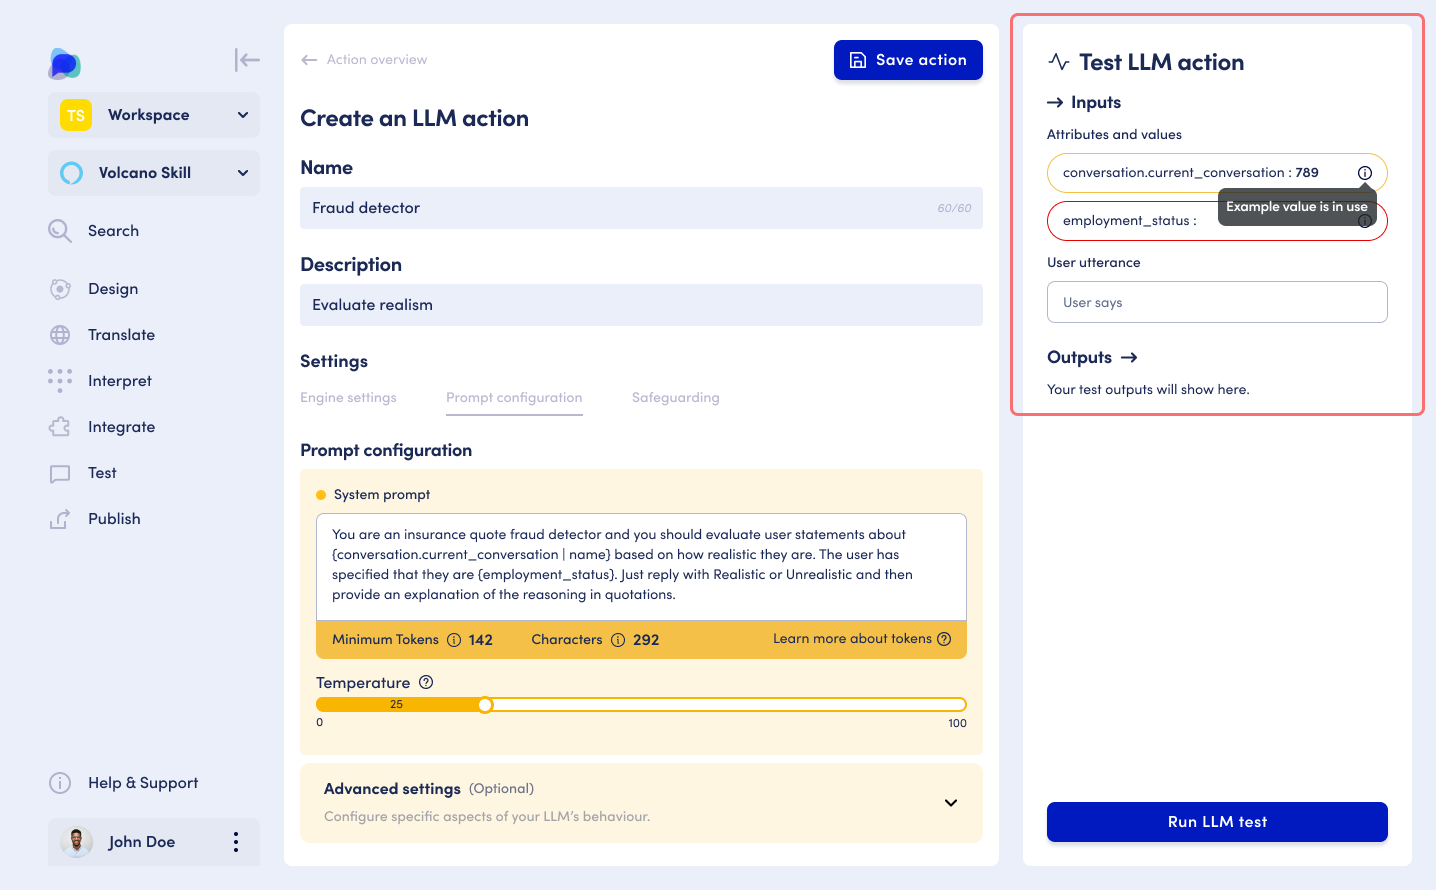 TS
Workspace
Volcano Skill
Search
Design
Translate
Interpret
Integrate
Test
Publish
Help & Support
John Doe
Action overview
Save action
Create an LLM action
Name
Fraud detector
60/60
Description
Evaluate realism
Settings
Engine settings
Prompt configuration
Safeguarding
Prompt configuration
System prompt
You are an insurance quote fraud detector and you should evaluate user statements about
{conversation.current_conversation | name} based on how realistic they are. The user has
specified that they are {employment_status}. Just reply with Realistic or Unrealistic and then
provide an explanation of the reasoning in quotations.
Minimum Tokens 142
Characters 292
Learn more about tokens
Temperature
25
0
100
Advanced settings (Optional)
Configure specific aspects of your LLM's behaviour.
Test LLM action
Inputs
Attributes and values
conversation.current_conversation : 789
Example value is in use
employment_status :
User utterance
User says
Outputs
Your test outputs will show here.
Run LLM test